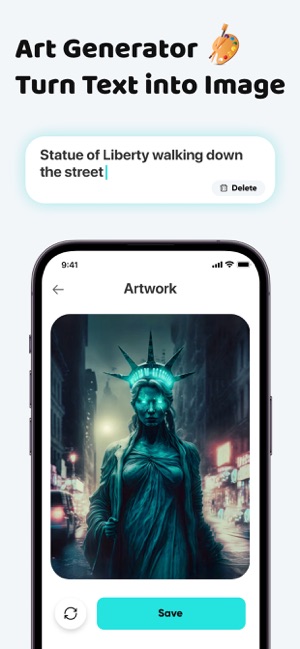 Art Generator
Turn Text into Image
Statue of Liberty walking down
the street
Delete
9:41
Artwork
Save